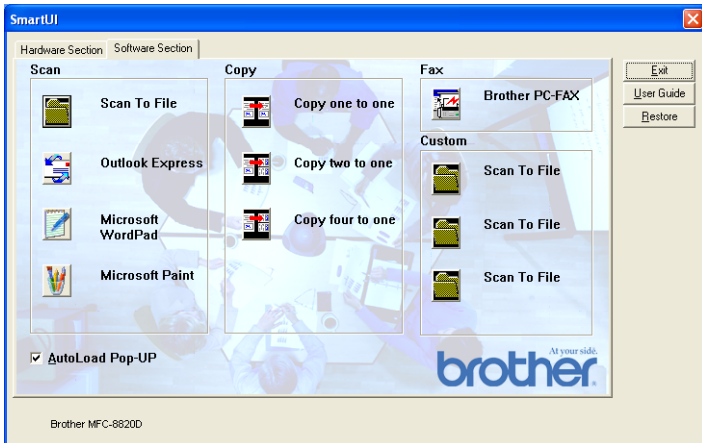 SmartUI
Hardware Section
Software Section
Scan
Scan To File
Outlook Express
Microsoft
WordPad
Microsoft Paint
Copy
Copy one to one
Copy two to one
Copy four to one
Fax
Brother PC-FAX
Custom
Scan To File
Scan To File
Scan To File
Exit
User Guide
Restore
AutoLoad Pop-UP
At your side.
brother
Brother MFC-8820D